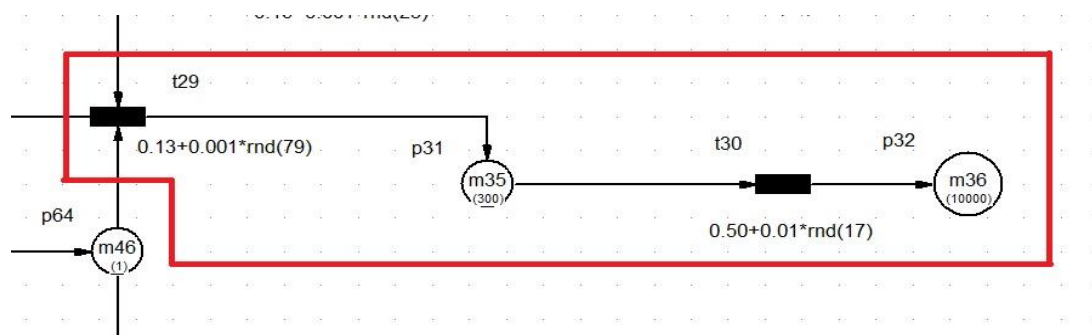 t29
0.13+0.001*rnd(79)
p31
t30
p32
m35
(300)
m36
(10000)
0.50+0.01*rnd(17)
p64
m46
(1)